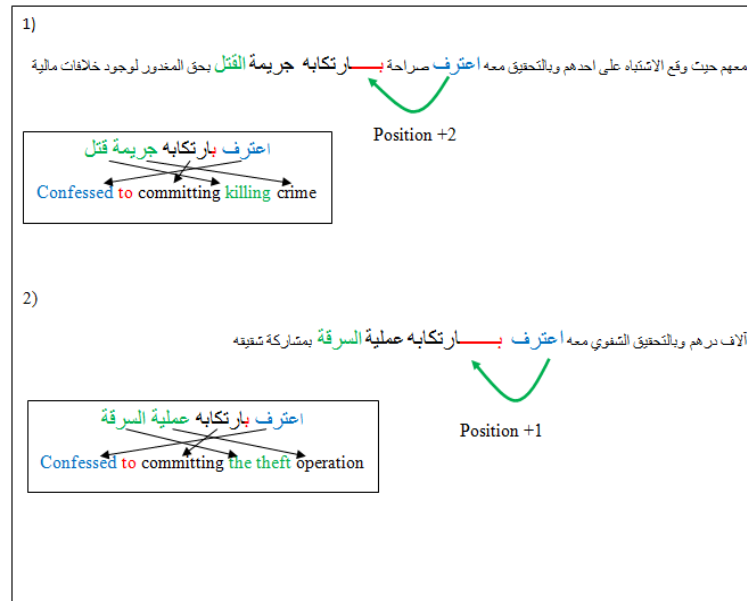 1)
معهم حيث وقع الاشتباه على احدهم وبالتحقيق معه اعترف صراحة بـــارتكابه جريمة القتل بحق المغدور لوجود خلافات مالية
Position +2
اعترف بارتكابه جريمة قتل
Confessed to committing killing crime
2)
آلاف درهم وبالتحقيق الشفوي معه اعترف بـــارتكابه عملية السرقة بمشاركة شقيقه
Position +1
اعترف بارتكابه عملية السرقة
Confessed to committing the theft operation